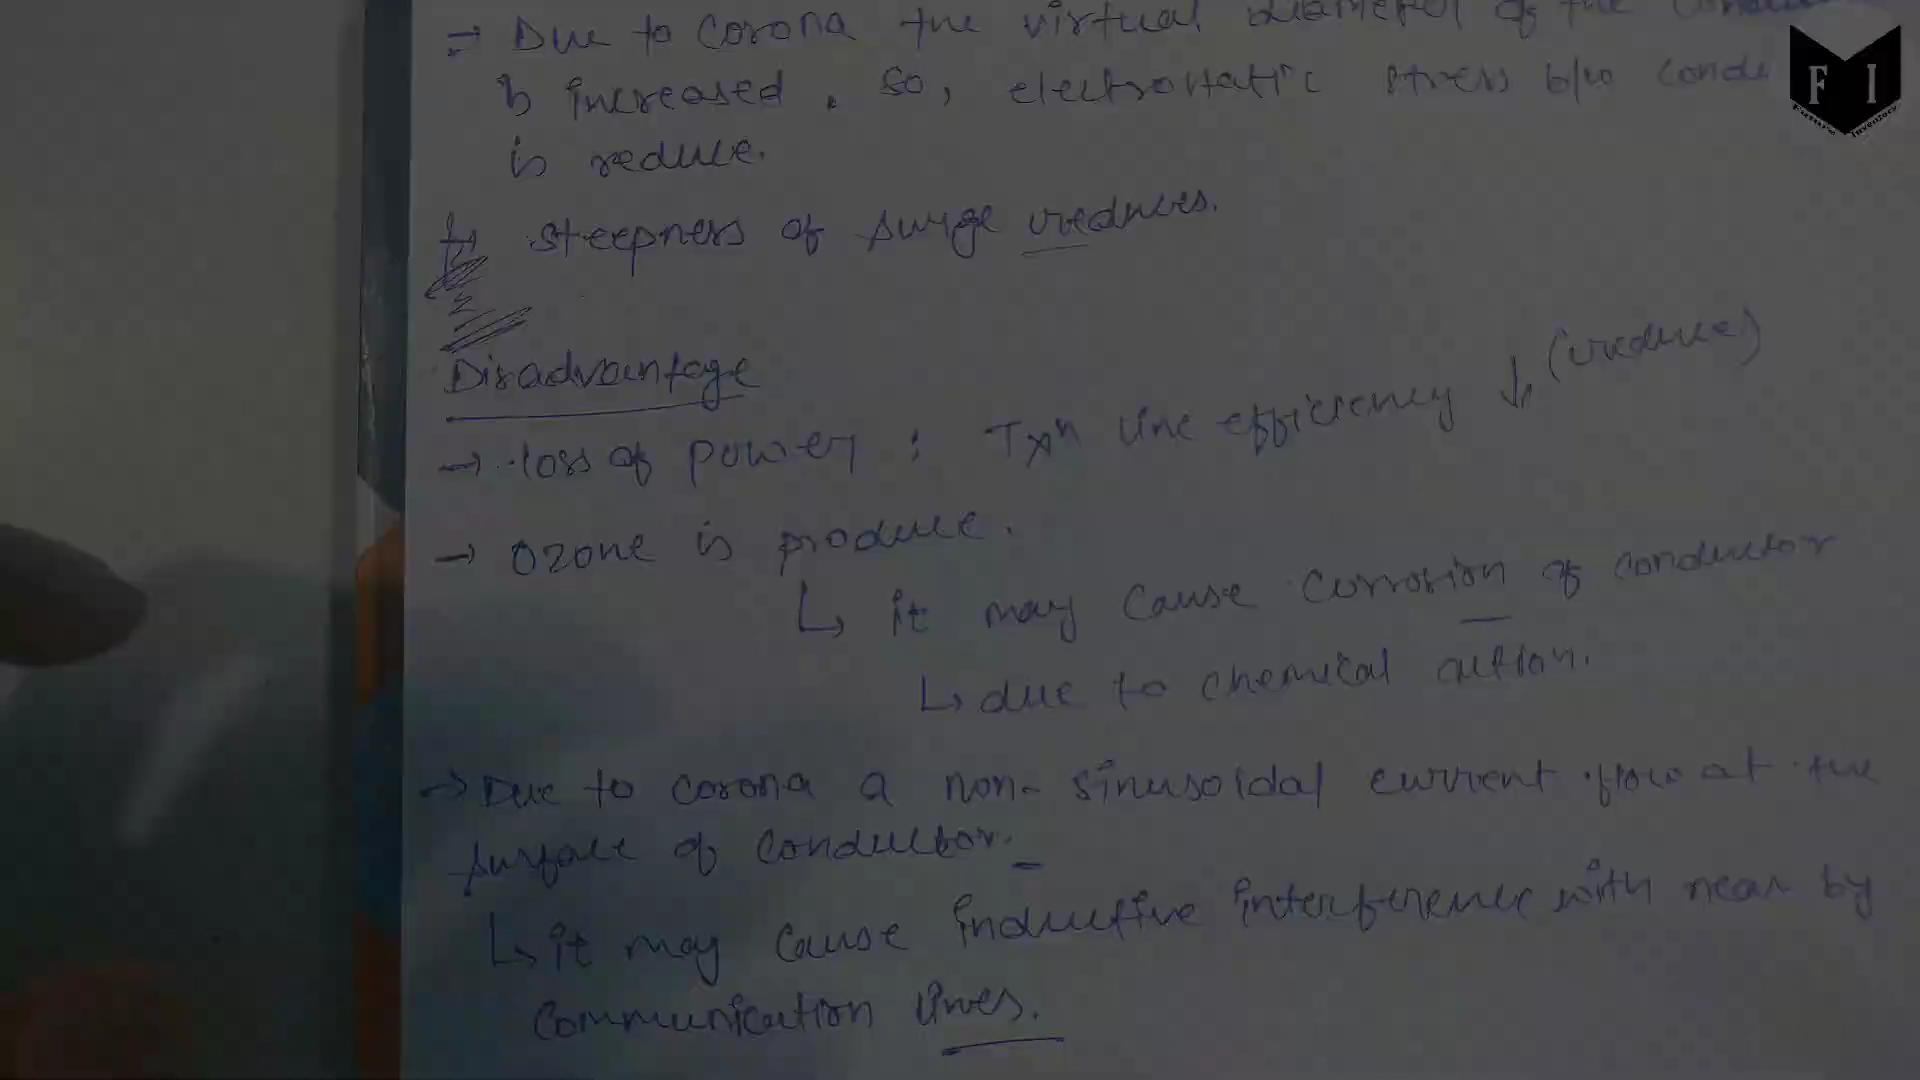 → Due to corona the virtual diameter of the
is increased. So, electrostatic stress b/w condu
is reduce.
→ steepness of surge reduces.
Disadvantage
→ loss of power : Txn line efficiency ↓ (reduce)
→ Ozone is produce.
↳ it may cause corrosion of conductor
↳ due to chemical action.
→ Due to corona a non-sinusoidal current flow at the
surface of conductor.
↳ it may cause inductive interference with near by
communication lines.
F I
Future Inventory